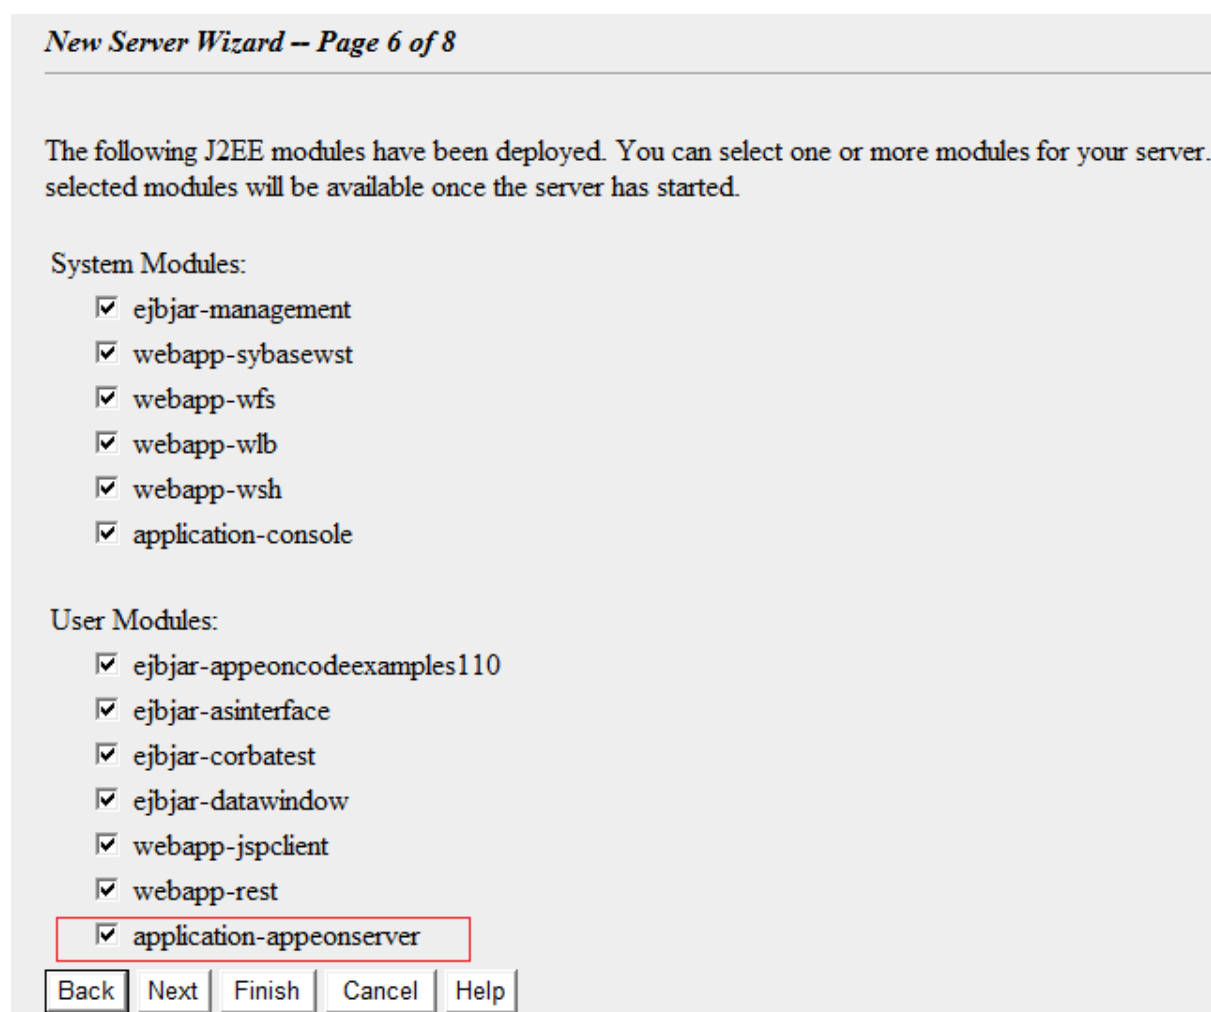 New Server Wizard -- Page 6 of 8
The following J2EE modules have been deployed. You can select one or more modules for your server.
selected modules will be available once the server has started.
System Modules:
ejbjar-management
webapp-sybasewst
webapp-wfs
webapp-wlb
webapp-wsh
application-console
User Modules:
ejbjar-appeoncodeexamples110
ejbjar-asinterface
ejbjar-corbatest
ejbjar-datawindow
webapp-jspclient
webapp-rest
application-appeonserver
Back Next Finish Cancel Help